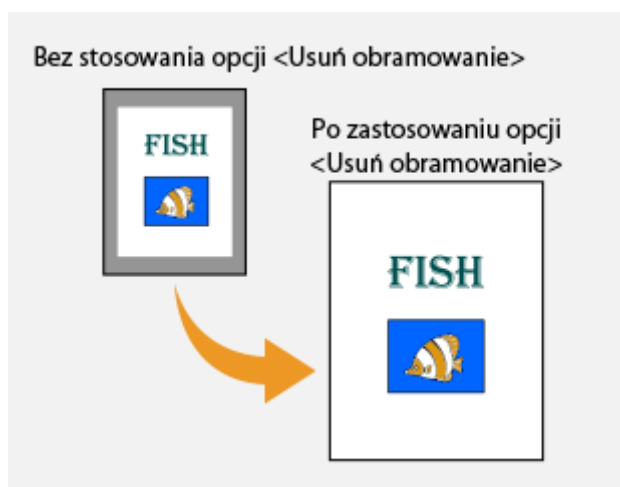 Bez stosowania opcji <Usuń obramowanie>
FISH
Po zastosowaniu opcji
<Usuń obramowanie>
FISH